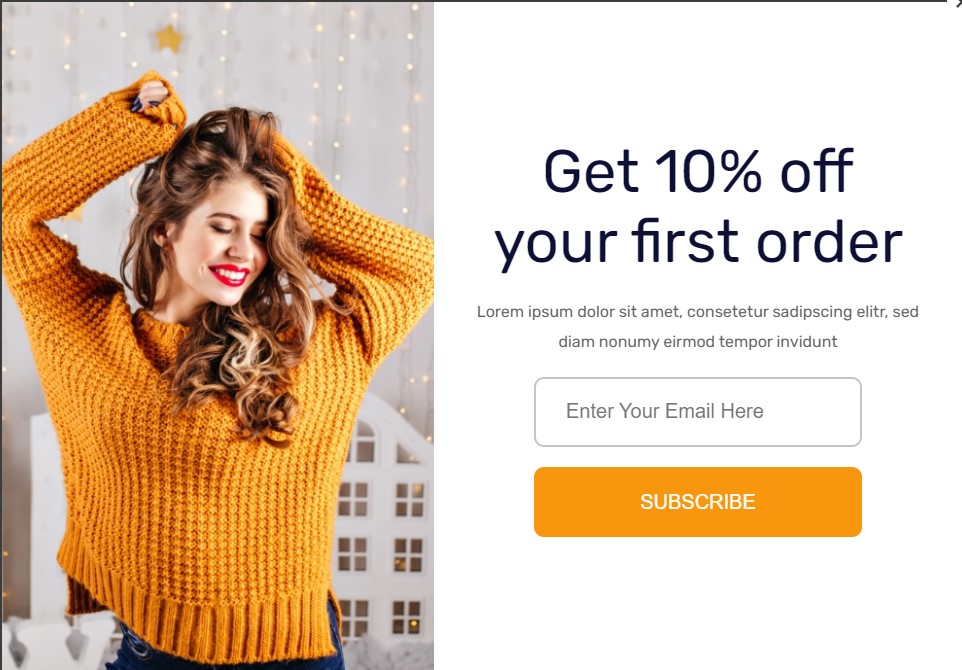 Get 10% off
your first order
Lorem ipsum dolor sit amet, consetetur sadipscing elitr, sed
diam nonumy eirmod tempor invidunt
Enter Your Email Here
SUBSCRIBE